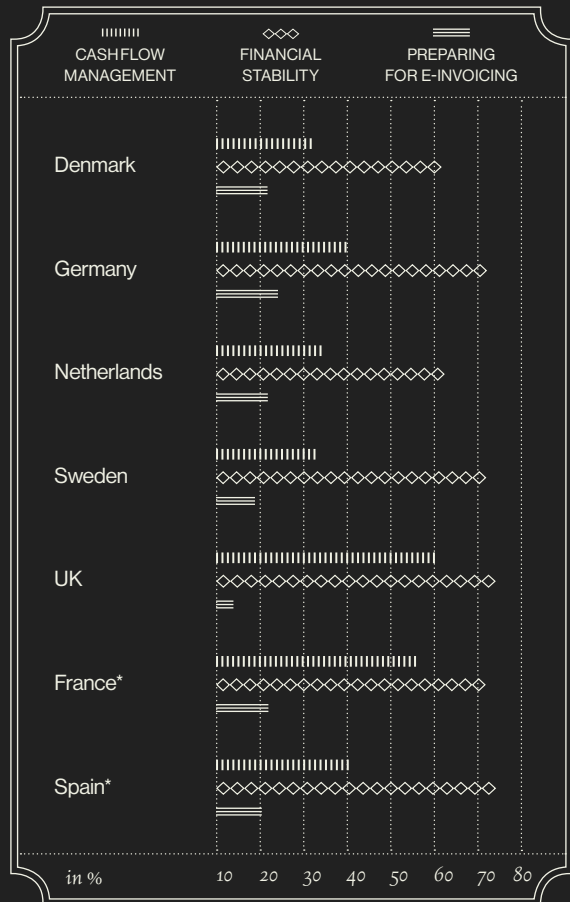 CASHFLOW
MANAGEMENT
FINANCIAL
STABILITY
PREPARING
FOR E-INVOICING
Denmark
Germany
Netherlands
Sweden
UK
France*
Spain*
in % 10 20 30 40 50 60 70 80